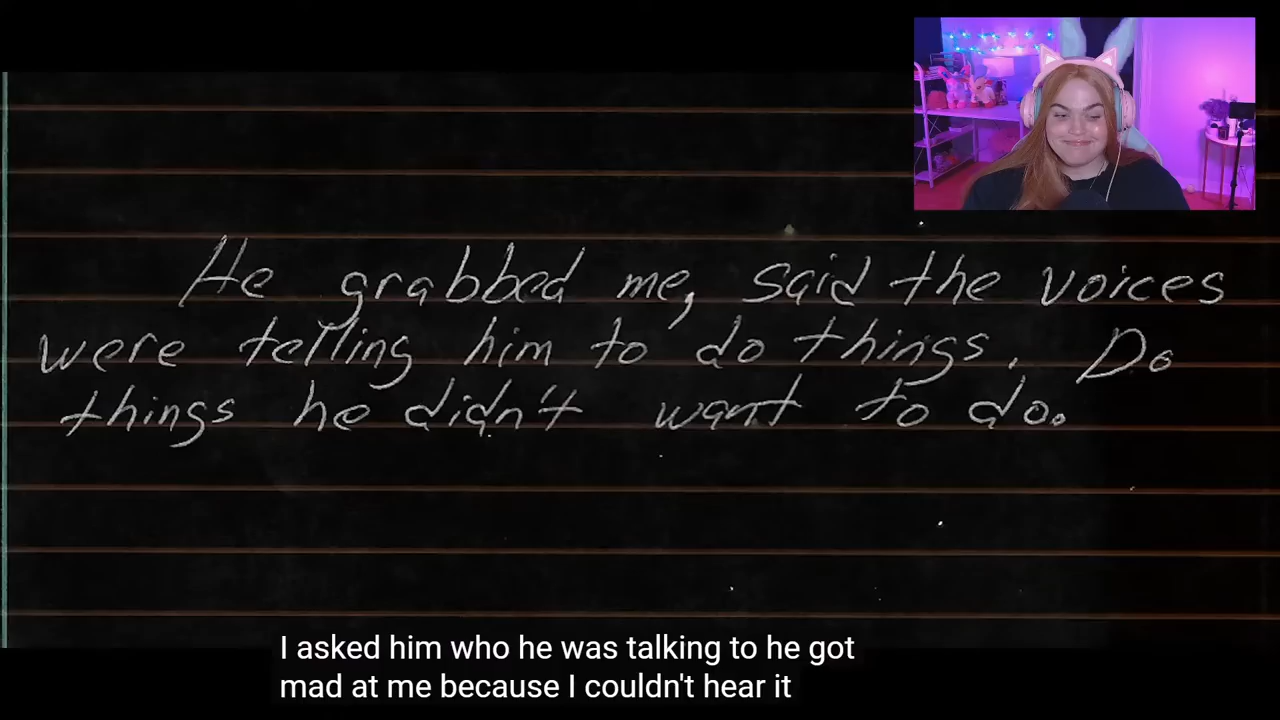 He grabbed me, said the voices
were telling him to do things. Do
things he didn't want to do.
I asked him who he was talking to he got
mad at me because I couldn't hear it